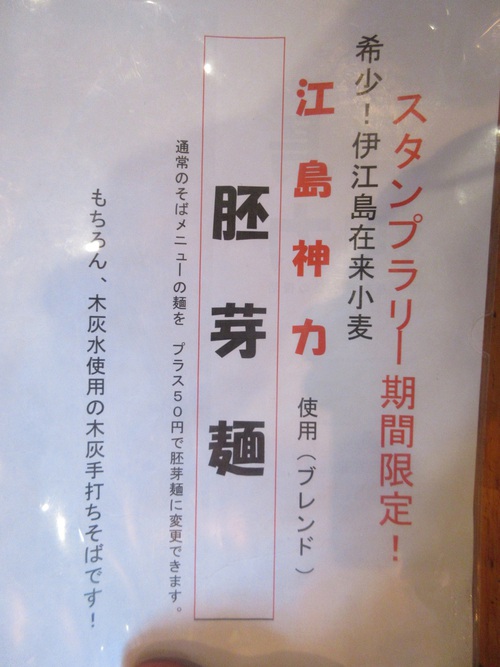 スタンプラリー期間限定！
希少！伊江島在来小麦
江島神力 使用（ブレンド）
胚芽麺
通常のそばメニューの麺を プラス５０円で胚芽麺に変更できます。
もちろん、木灰水使用の木灰手打ちそばです！